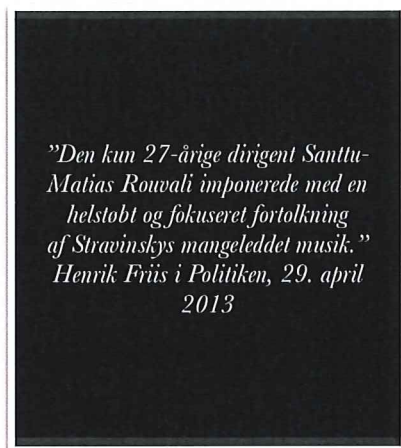 ”Den kun 27-årige dirigent Santtu-
Matias Rouvali imponerede med en
helstøbt og fokuseret fortolkning
af Stravinskys mangeleddet musik.”
Henrik Friis i Politiken, 29. april
2013